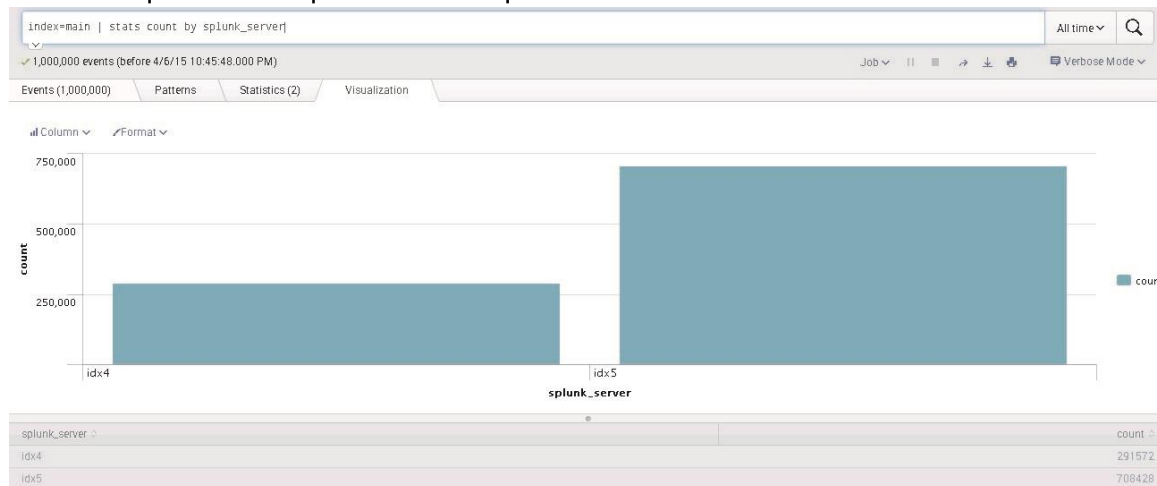 index=main | stats count by splunk_server
All time
1,000,000 events (before 4/6/15 10:45:48.000 PM)
Job
Verbose Mode
Events (1,000,000) Patterns Statistics (2) Visualization
Column Format
750,000
500,000
250,000
count
idx4 idx5
splunk_server
splunk_server count
idx4 291572
idx5 708428